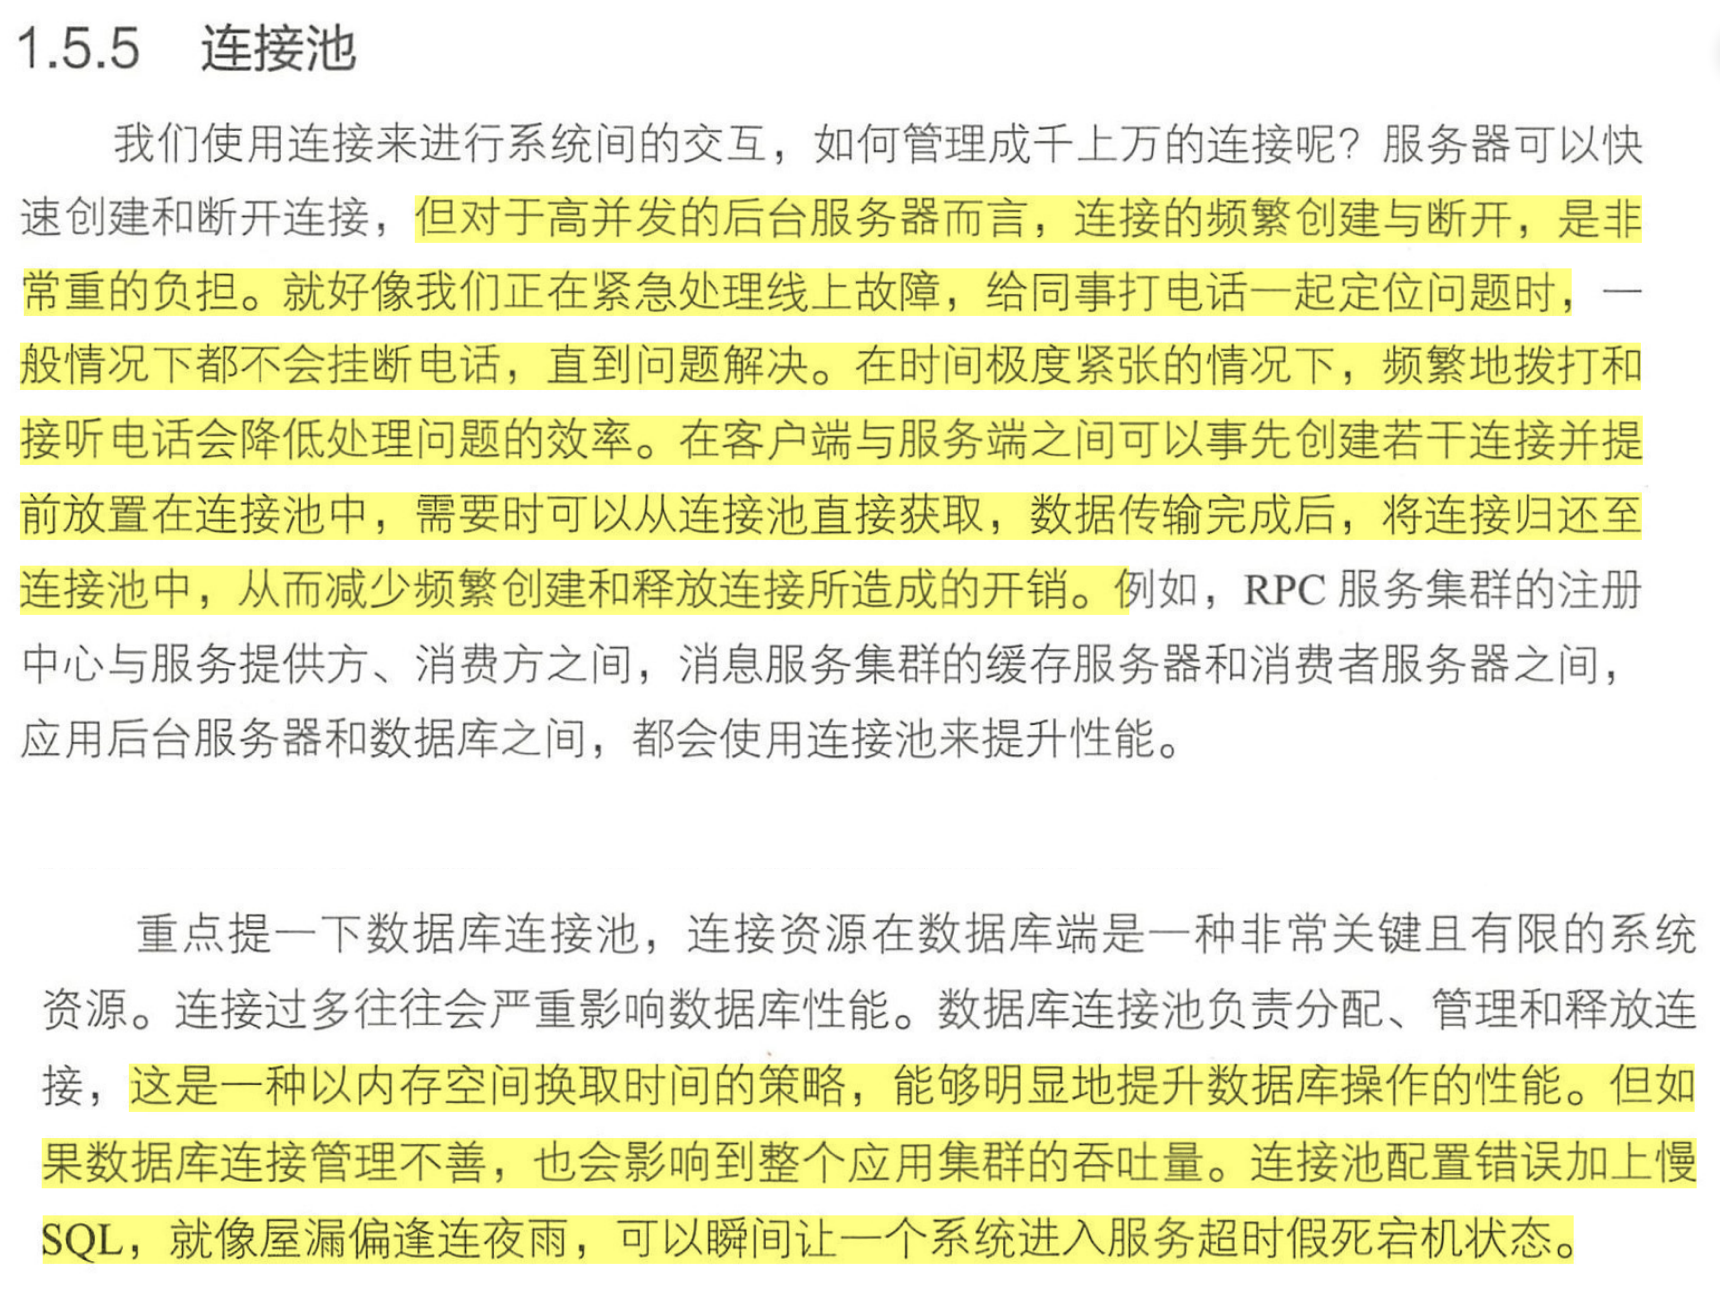 1.5.5 连接池
我们使用连接来进行系统间的交互，如何管理成千上万的连接呢？服务器可以快
速创建和断开连接，但对于高并发的后台服务器而言，连接的频繁创建与断开，是非
常重的负担。就好像我们正在紧急处理线上故障，给同事打电话一起定位问题时，一
般情况下都不会挂断电话，直到问题解决。在时间极度紧张的情况下，频繁地拨打和
接听电话会降低处理问题的效率。在客户端与服务端之间可以事先创建若干连接并提
前放置在连接池中，需要时可以从连接池直接获取，数据传输完成后，将连接归还至
连接池中，从而减少频繁创建和释放连接所造成的开销。例如，RPC 服务集群的注册
中心与服务提供方、消费方之间，消息服务集群的缓存服务器和消费者服务器之间，
应用后台服务器和数据库之间，都会使用连接池来提升性能。
重点提一下数据库连接池，连接资源在数据库端是一种非常关键且有限的系统
资源。连接过多往往会严重影响数据库性能。数据库连接池负责分配、管理和释放连
接，这是一种以内存空间换取时间的策略，能够明显地提升数据库操作的性能。但如
果数据库连接管理不善，也会影响到整个应用集群的吞吐量。连接池配置错误加上慢
SQL，就像屋漏偏逢连夜雨，可以瞬间让一个系统进入服务超时假死宕机状态。